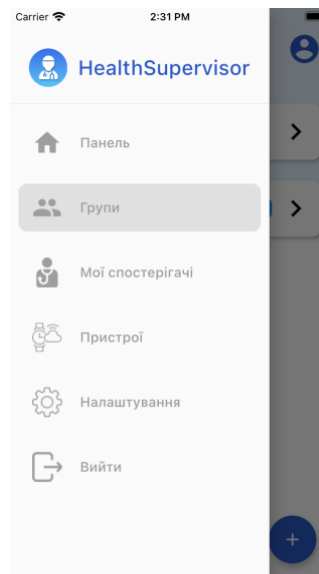 Carrier 2:31 PM
HealthSupervisor
Панель
Групи
Мої спостерігачі
Пристрої
Налаштування
Вийти